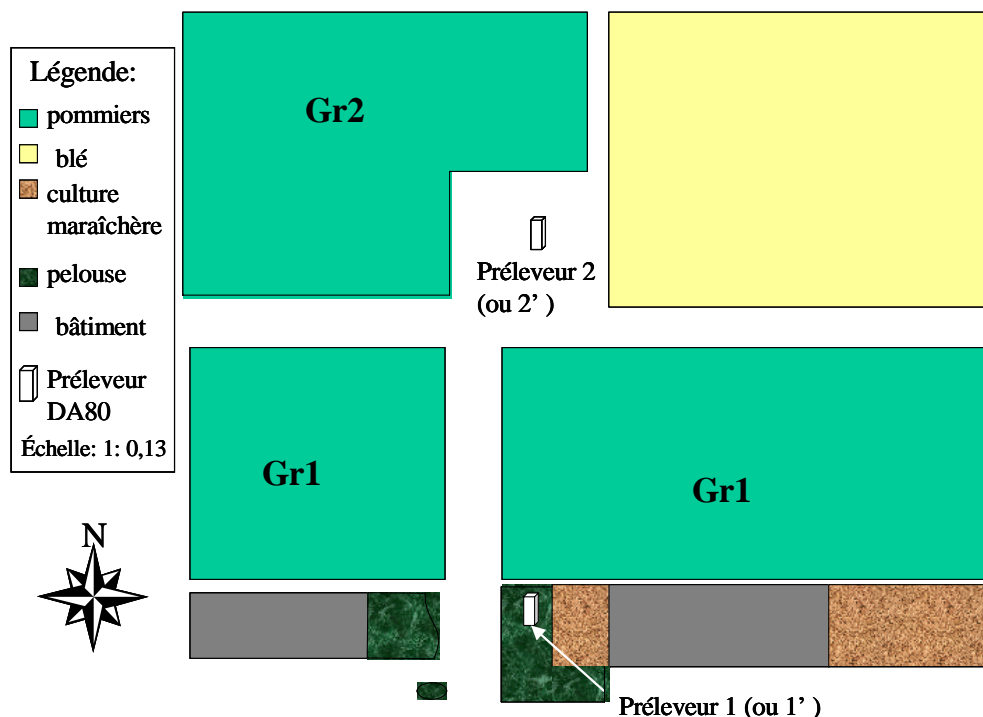 Légende:
pommiers
blé
culture
maraîchère
pelouse
bâtiment
Préleveur
DA80
Échelle: 1: 0,13
N
Gr2
Préleveur 2
(ou 2’ )
Gr1
Gr1
Préleveur 1 (ou 1’ )